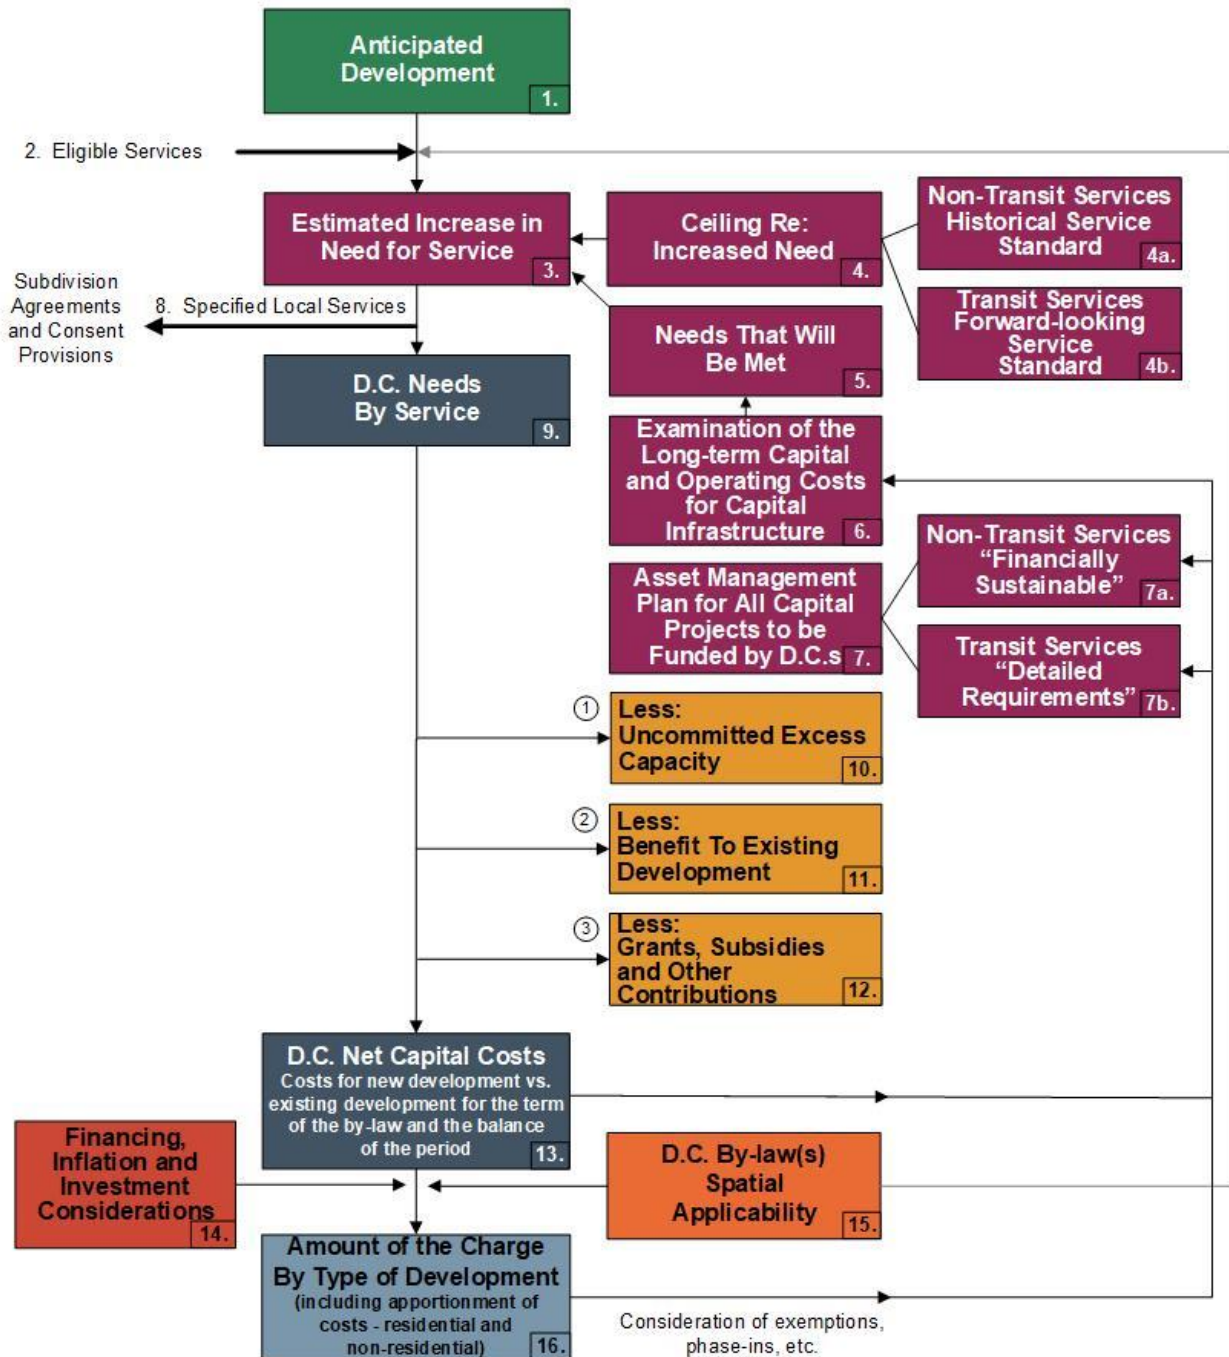 Anticipated
Development
1.
2. Eligible Services
Estimated Increase in
Need for Service
3.
Ceiling Re:
Increased Need
4.
Non-Transit Services
Historical Service
Standard
4a.
Transit Services
Forward-looking
Service
Standard
4b.
Subdivision
Agreements
and Consent
Provisions
8. Specified Local Services
Needs That Will
Be Met
5.
D.C. Needs
By Service
9.
Examination of the
Long-term Capital
and Operating Costs
for Capital
Infrastructure
6.
Asset Management
Plan for All Capital
Projects to be
Funded by D.C.s
7.
Non-Transit Services
“Financially
Sustainable”
7a.
Transit Services
“Detailed
Requirements”
7b.
1
Less:
Uncommitted Excess
Capacity
10.
2
Less:
Benefit To Existing
Development
11.
3
Less:
Grants, Subsidies
and Other
Contributions
12.
D.C. Net Capital Costs
Costs for new development vs.
existing development for the term
of the by-law and the balance
of the period
13.
Financing,
Inflation and
Investment
Considerations
14.
D.C. By-law(s)
Spatial
Applicability
15.
Amount of the Charge
By Type of Development
(including apportionment of
costs - residential and
non-residential)
16.
Consideration of exemptions,
phase-ins, etc.